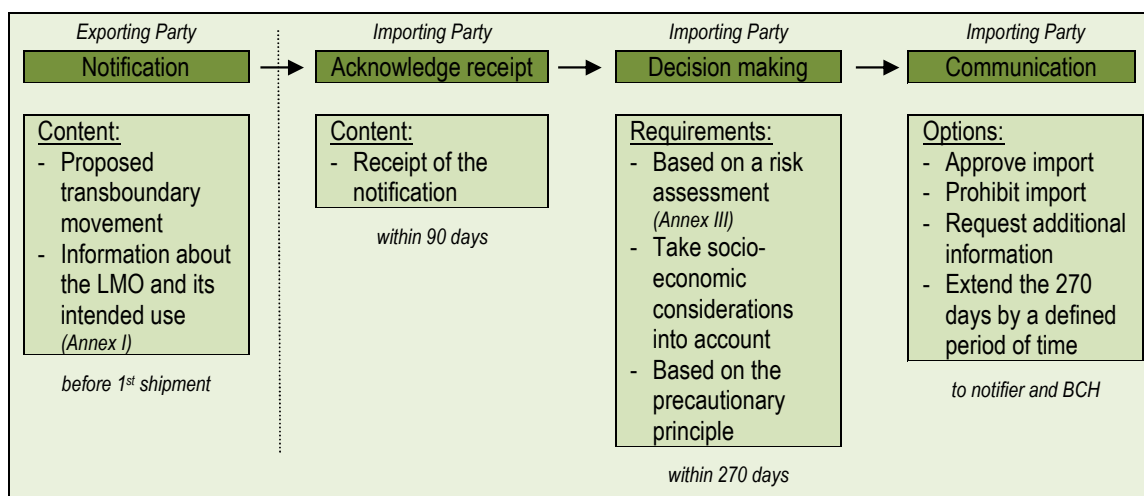 Exporting Party
Notification
Content:
- Proposed
transboundary
movement
- Information about
the LMO and its
intended use
(Annex I)
before 1st shipment
Importing Party
Acknowledge receipt
Content:
- Receipt of the
notification
within 90 days
Importing Party
Decision making
Requirements:
- Based on a risk
assessment
(Annex III)
- Take socio-
economic
considerations
into account
- Based on the
precautionary
principle
within 270 days
Importing Party
Communication
Options:
- Approve import
- Prohibit import
- Request additional
information
- Extend the 270
days by a defined
period of time
to notifier and BCH